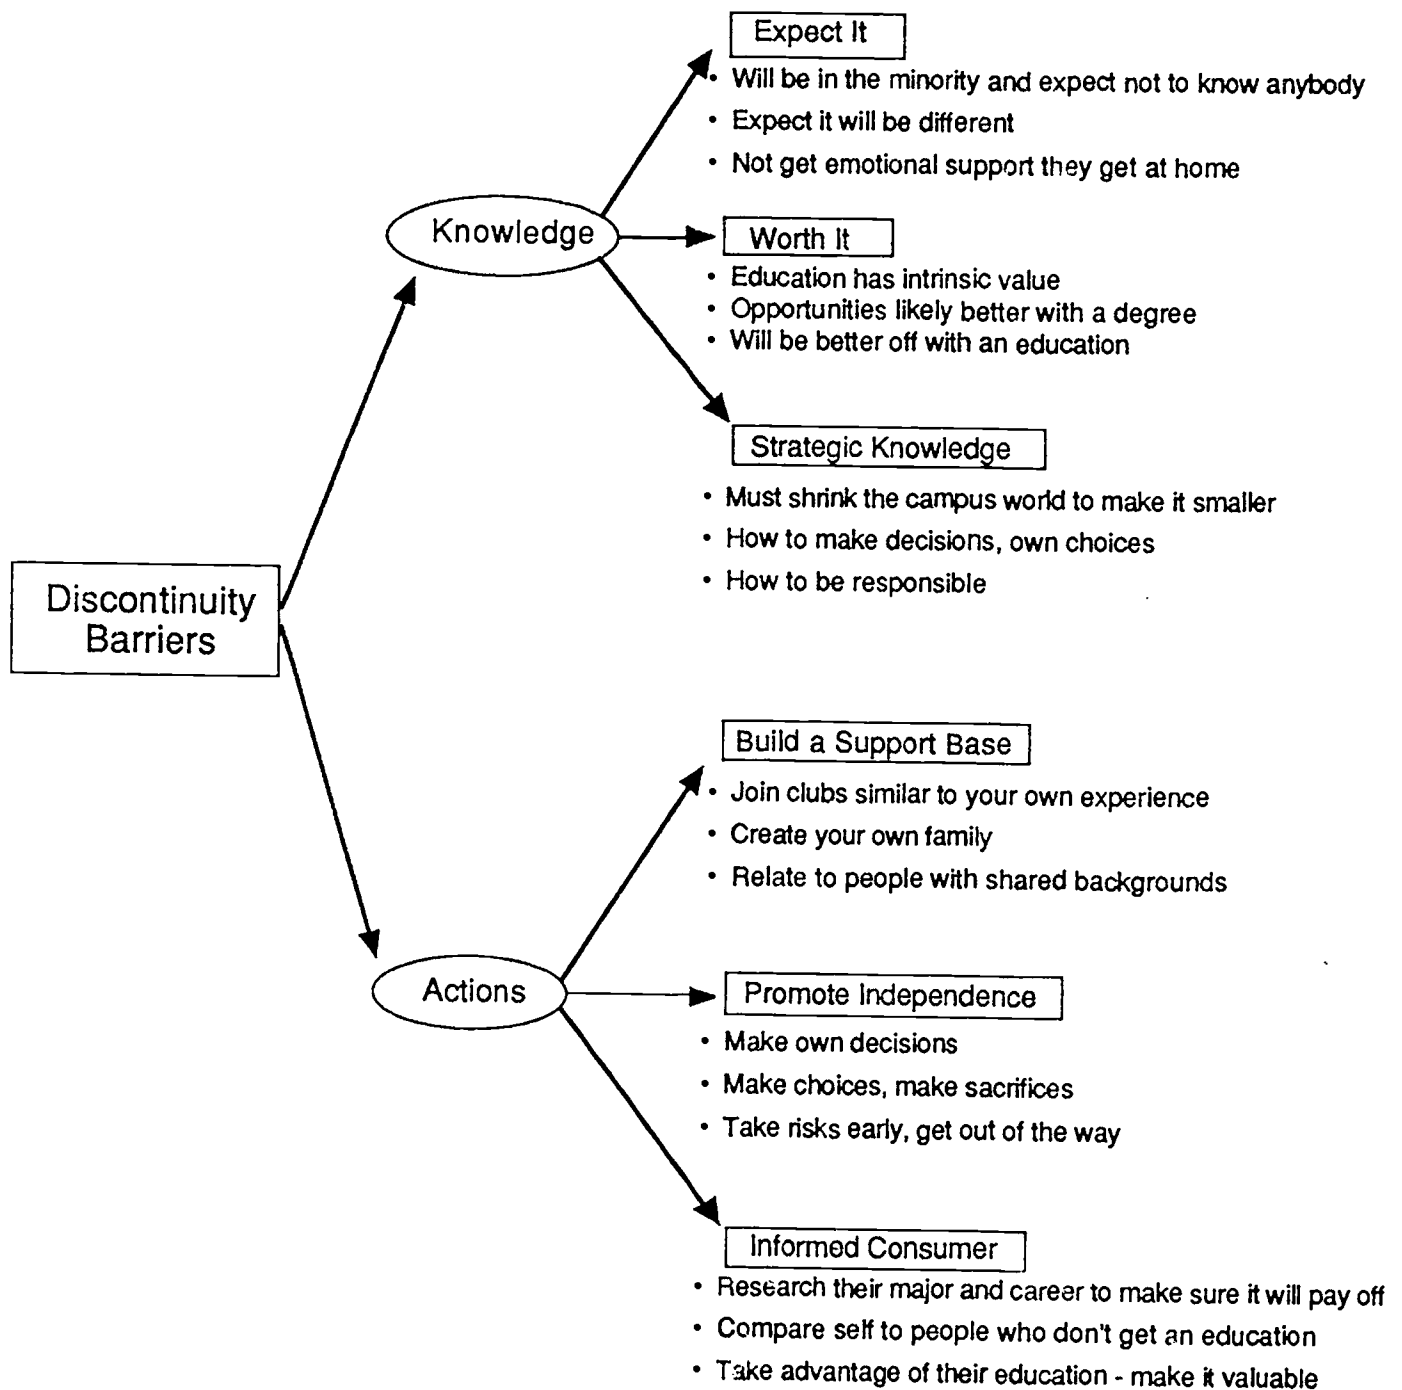 Expect It
• Will be in the minority and expect not to know anybody
• Expect it will be different
• Not get emotional support they get at home
Knowledge
Worth It
• Education has intrinsic value
• Opportunities likely better with a degree
• Will be better off with an education
Strategic Knowledge
• Must shrink the campus world to make it smaller
• How to make decisions, own choices
• How to be responsible
Discontinuity
Barriers
Build a Support Base
• Join clubs similar to your own experience
• Create your own family
• Relate to people with shared backgrounds
Actions
Promote Independence
• Make own decisions
• Make choices, make sacrifices
• Take risks early, get out of the way
Informed Consumer
• Research their major and career to make sure it will pay off
• Compare self to people who don't get an education
• Take advantage of their education - make it valuable